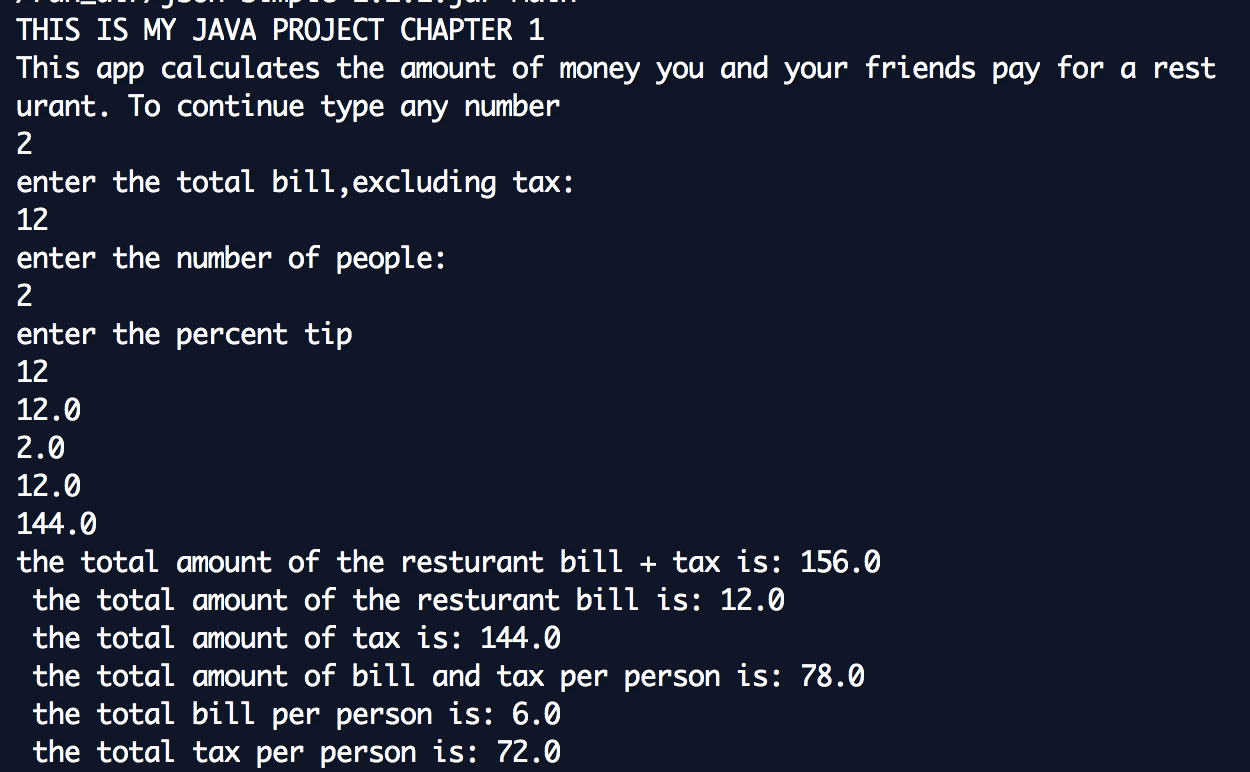 THIS IS MY JAVA PROJECT CHAPTER 1
This app calculates the amount of money you and your friends pay for a rest
urant. To continue type any number
2
enter the total bill,excluding tax:
12
enter the number of people:
2
enter the percent tip
12
12.0
2.0
12.0
144.0
the total amount of the resturant bill + tax is: 156.0
the total amount of the resturant bill is: 12.0
the total amount of tax is: 144.0
the total amount of bill and tax per person is: 78.0
the total bill per person is: 6.0
the total tax per person is: 72.0